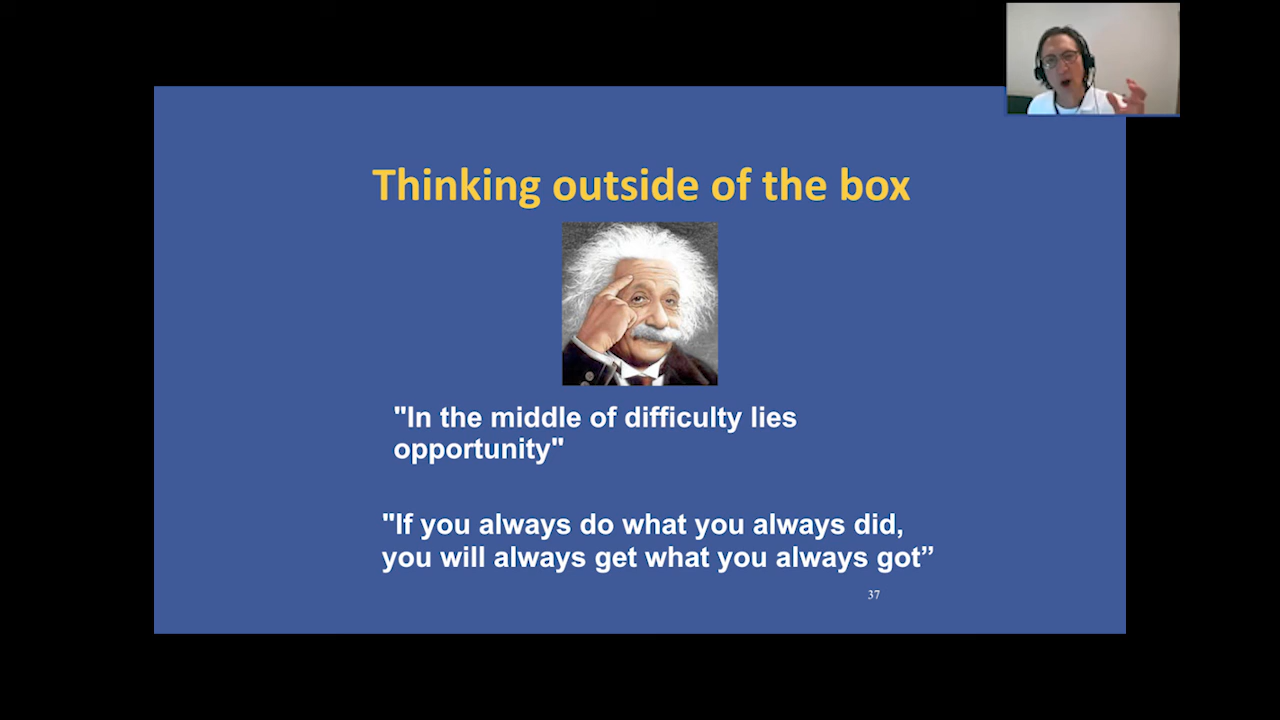 Thinking outside of the box
"In the middle of difficulty lies
opportunity"
"If you always do what you always did,
you will always get what you always got”
37